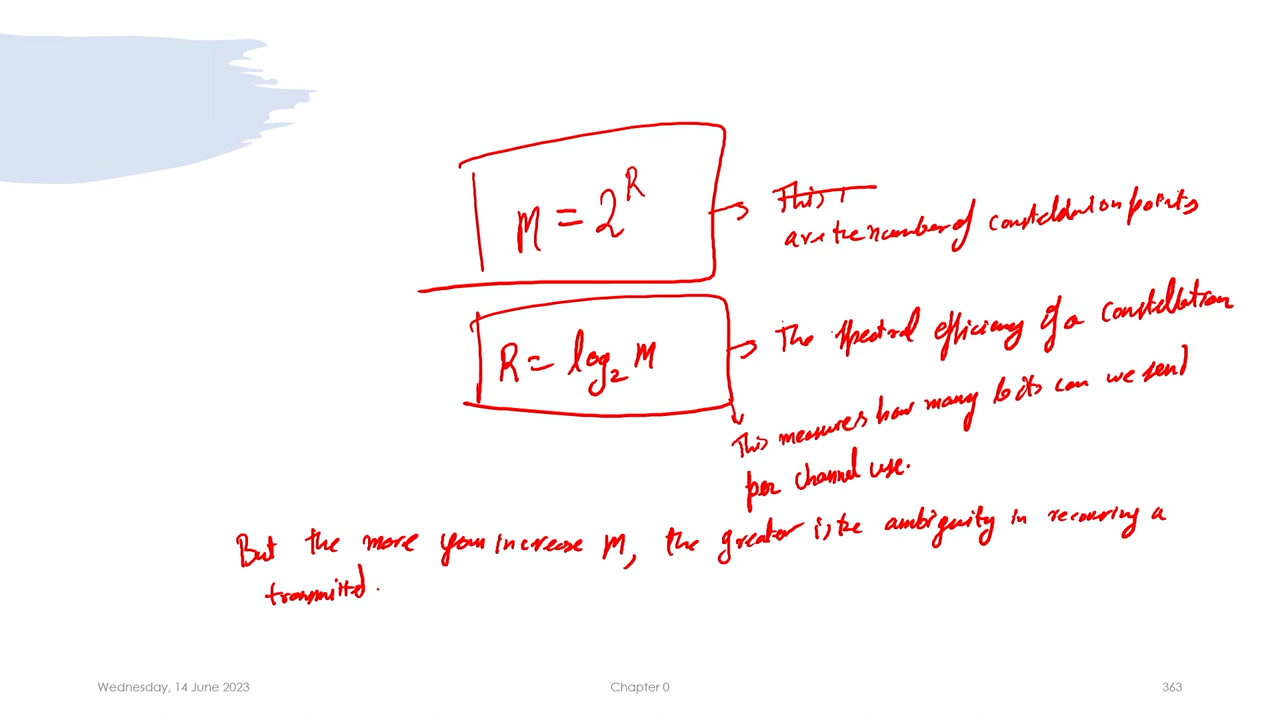 M = 2^R
This i
are the number of constellation points
R = log₂ M
The spectral efficiency of a constellation
This measures how many bits can we send
per channel use.
But the more you increase M, the greater is the ambiguity in recovering a
transmitted.
Wednesday, 14 June 2023
Chapter 0
363